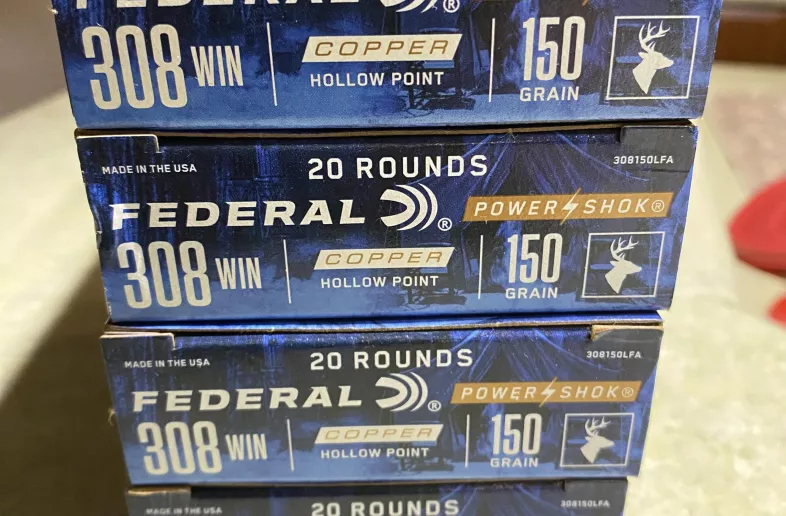 FEDERAL ®
308 WIN COPPER HOLLOW POINT 150 GRAIN
MADE IN THE USA 20 ROUNDS 308150LFA
FEDERAL ® POWER SHOK®
308 WIN COPPER HOLLOW POINT 150 GRAIN
MADE IN THE USA 20 ROUNDS 308150LFA
FEDERAL ® POWER SHOK®
308 WIN COPPER HOLLOW POINT 150 GRAIN
MADE IN THE USA 20 ROUNDS 308150LFA